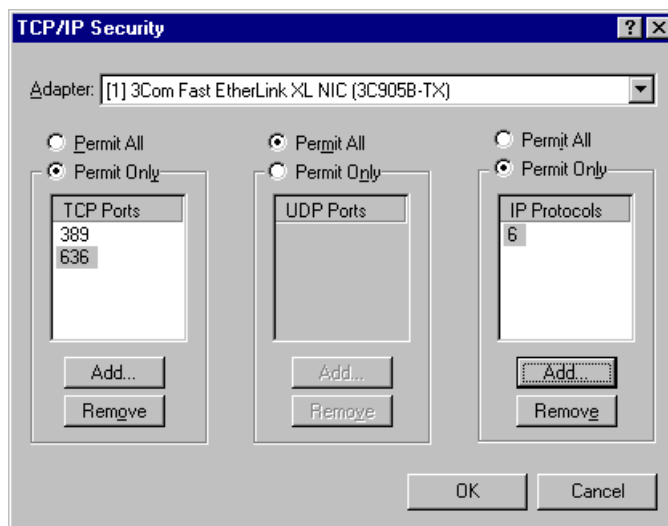 TCP/IP Security
Adapter: [1] 3Com Fast EtherLink XL NIC (3C905B-TX)
Permit All
Permit Only
TCP Ports
389
636
Add...
Remove
Permit All
Permit Only
UDP Ports
Add...
Remove
Permit All
Permit Only
IP Protocols
6
Add...
Remove
OK
Cancel